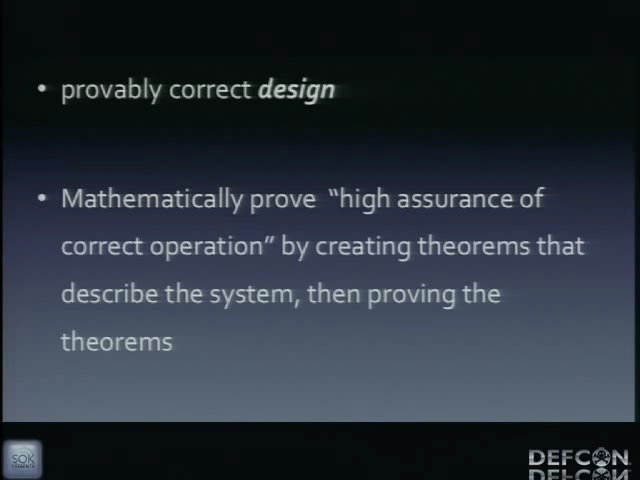 • provably correct design
• Mathematically prove "high assurance of
correct operation" by creating theorems that
describe the system, then proving the
theorems
SOK
DEFCON